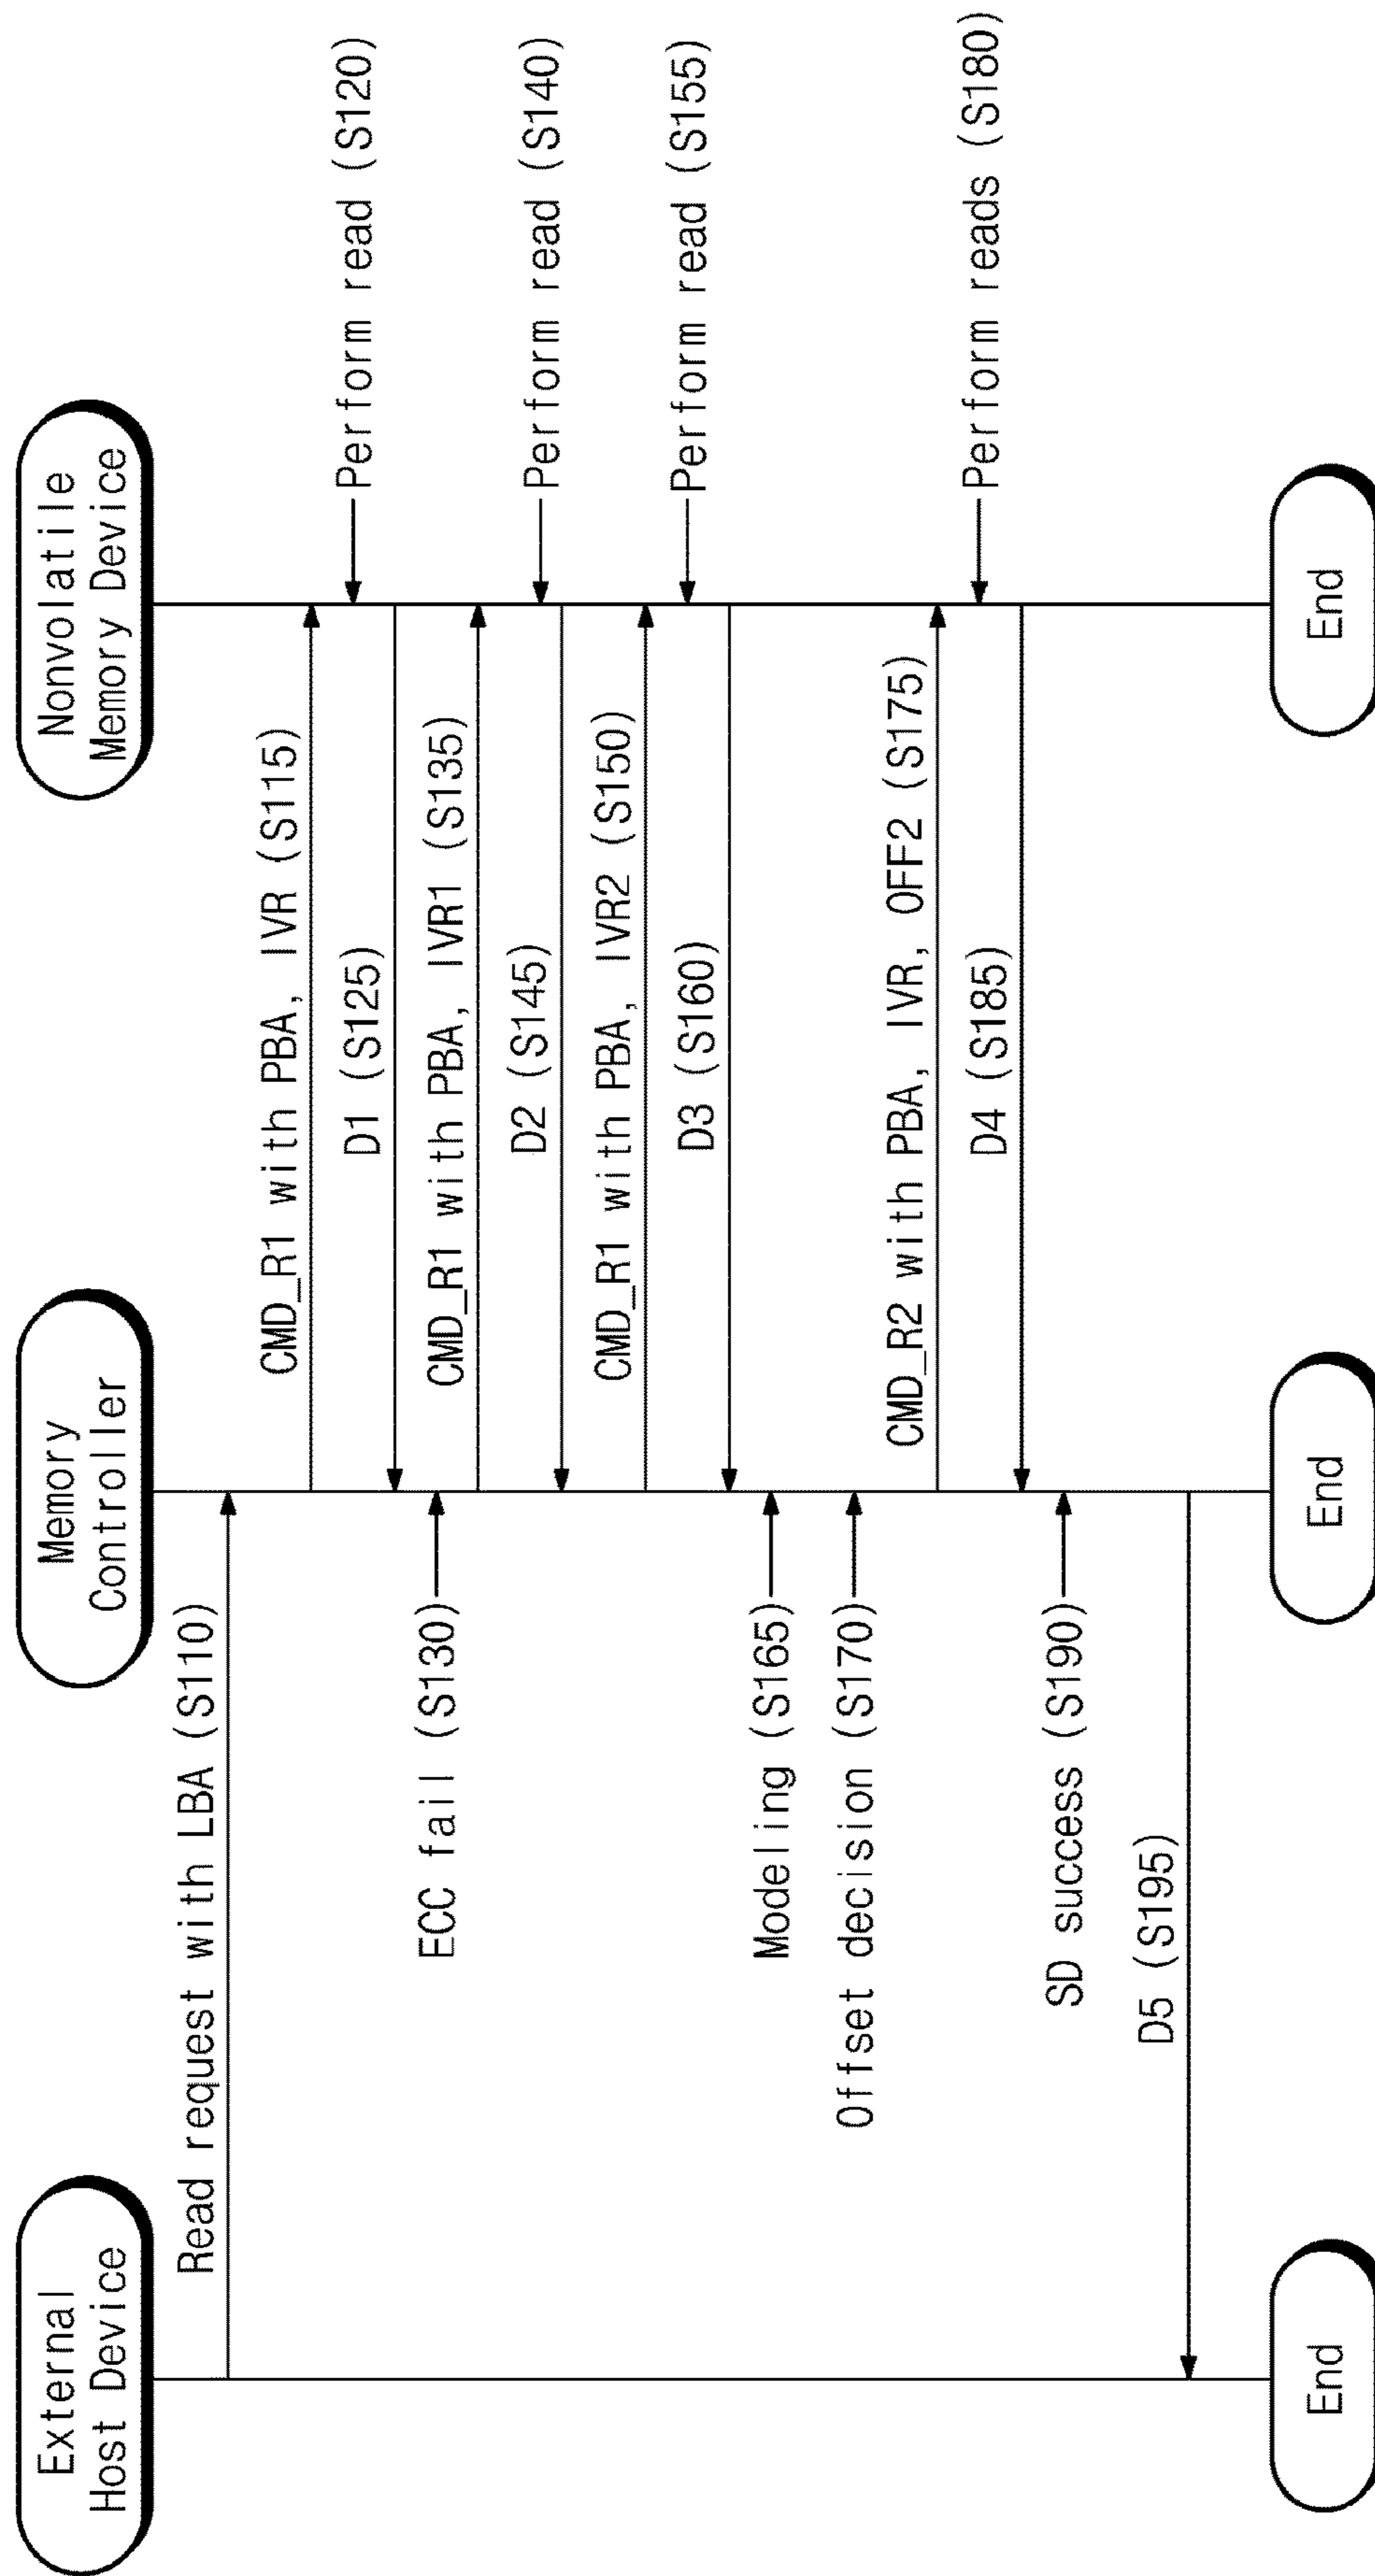 External
Host Device
Memory
Controller
Nonvolatile
Memory Device
Read request with LBA (S110)
CMD_R1 with PBA, IVR (S115)
Perform read (S120)
D1 (S125)
ECC fail (S130)
CMD_R1 with PBA, IVR1 (S135)
Perform read (S140)
D2 (S145)
CMD_R1 with PBA, IVR2 (S150)
Perform read (S155)
D3 (S160)
Modeling (S165)
Offset decision (S170)
CMD_R2 with PBA, IVR, OFF2 (S175)
Perform reads (S180)
D4 (S185)
SD success (S190)
D5 (S195)
End
End
End